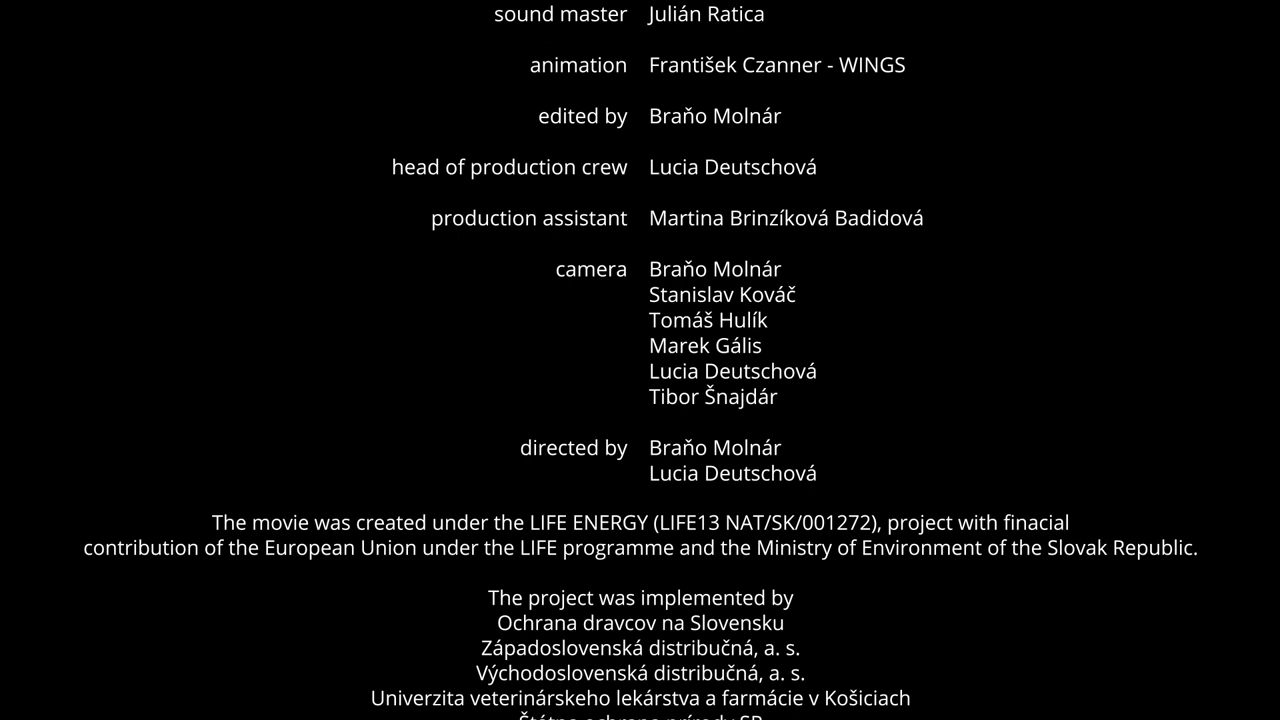 sound master Julián Ratica
animation František Czanner - WINGS
edited by Braňo Molnár
head of production crew Lucia Deutschová
production assistant Martina Brinzíková Badidová
camera Braňo Molnár
Stanislav Kováč
Tomáš Hulík
Marek Gális
Lucia Deutschová
Tibor Šnajdár
directed by Braňo Molnár
Lucia Deutschová
The movie was created under the LIFE ENERGY (LIFE13 NAT/SK/001272), project with finacial
contribution of the European Union under the LIFE programme and the Ministry of Environment of the Slovak Republic.
The project was implemented by
Ochrana dravcov na Slovensku
Západoslovenská distribučná, a. s.
Východoslovenská distribučná, a. s.
Univerzita veterinárskeho lekárstva a farmácie v Košiciach
Štátna ochrana prírody SR